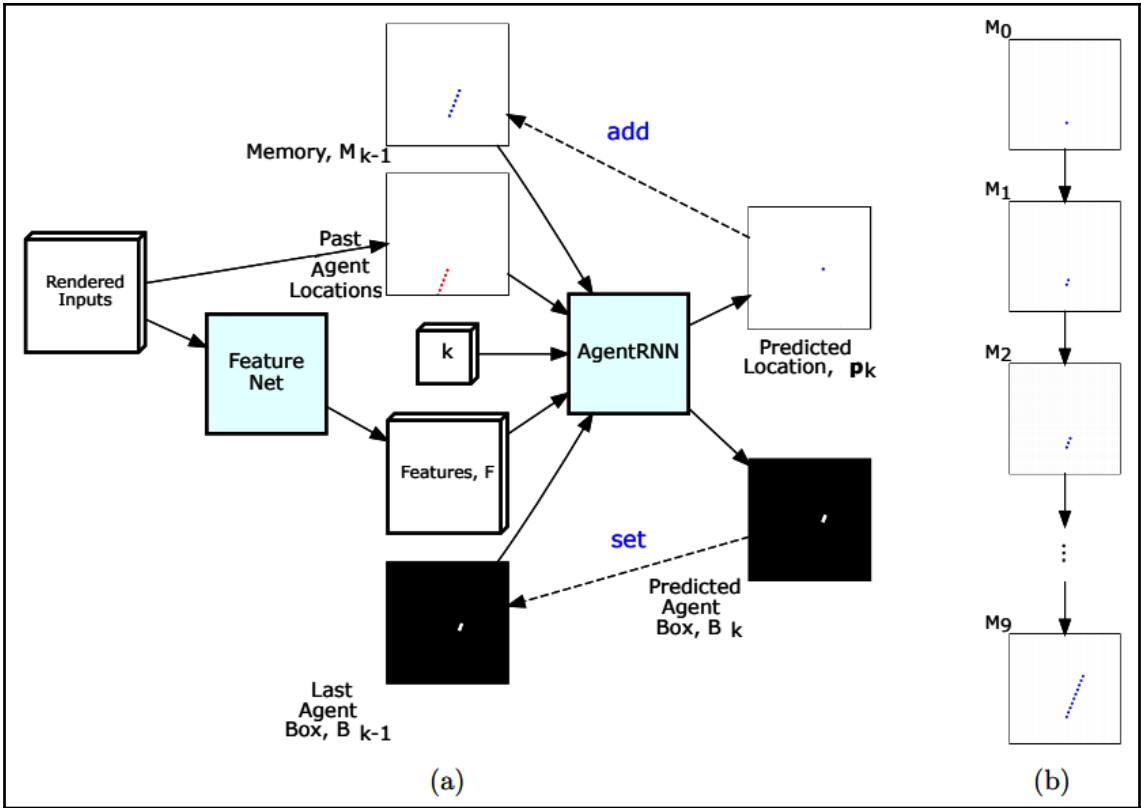 Memory, M k-1
add
Past
Agent
Locations
Rendered
Inputs
Feature
Net
k
AgentRNN
Predicted
Location, pk
Features, F
set
Predicted
Agent
Box, B k
Last
Agent
Box, B k-1
(a)
M0
M1
M2
...
M9
(b)